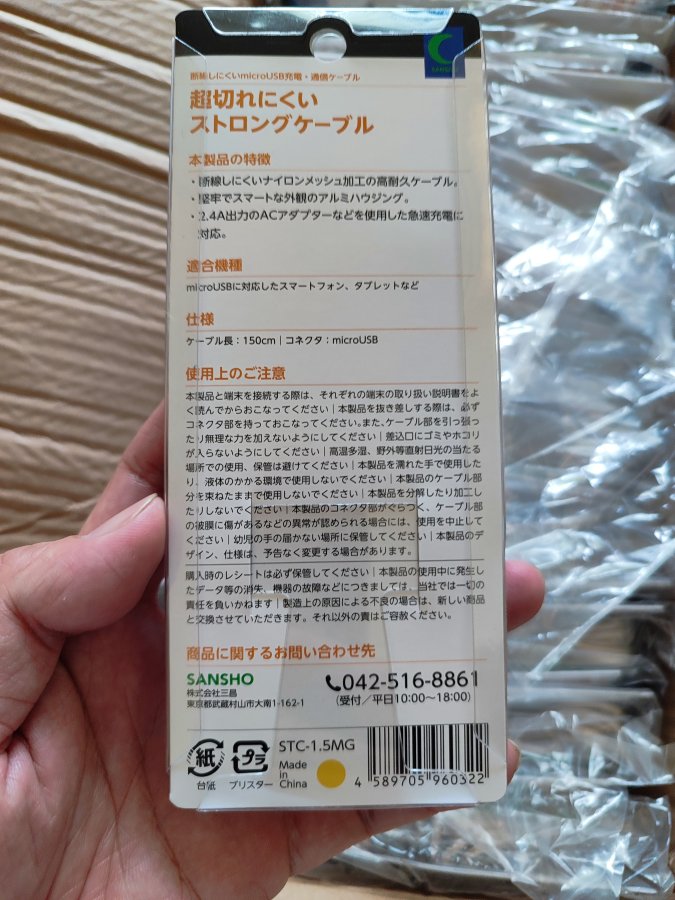 SANSHO
断線しにくいmicroUSB充電・通信ケーブル
超切れにくい
ストロングケーブル
本製品の特徴
・断線しにくいナイロンメッシュ加工の高耐久ケーブル。
・堅牢でスマートな外観のアルミハウジング。
・2.4A出力のACアダプターなどを使用した急速充電に
対応。
適合機種
microUSBに対応したスマートフォン、タブレットなど
仕様
ケーブル長：150cm｜コネクタ：microUSB
使用上のご注意
本製品と端末を接続する際は、それぞれの端末の取り扱い説明書をよ
く読んでからおこなってください｜本製品を抜き差しする際は、必ず
コネクタ部を持っておこなってください。また、ケーブル部を引っ張っ
たり無理な力を加えないようにしてください｜差込口にゴミやホコリ
が入らないようにしてください｜高温多湿、野外等直射日光の当たる
場所での使用、保管は避けてください｜本製品を濡れた手で使用した
り、液体のかかる環境で使用しないでください｜本製品のケーブル部
分を束ねたままで使用しないでください｜本製品を分解したり加工し
たりしないでください｜本製品のコネクタ部がぐらつく、ケーブル部
の被膜に傷があるなどの異常が認められる場合には、使用を中止して
ください｜幼児の手の届かない場所に保管してください｜本製品のデ
ザイン、仕様は、予告なく変更する場合があります。
購入時のレシートは必ず保管してください｜本製品の使用中に発生し
たデータ等の消失、機器の故障などにつきましては、当社では一切の
責任を負いかねます｜製造上の原因による不良の場合は、新しい商品
と交換させていただきます。それ以外の責はご容赦ください。
商品に関するお問い合わせ先
SANSHO
株式会社三昌
東京都武蔵村山市大南1-162-1
042-516-8861
（受付／平日10:00〜18:00）
紙
台紙
プラ
ブリスター
STC-1.5MG
Made
in
China
4 589705 960322